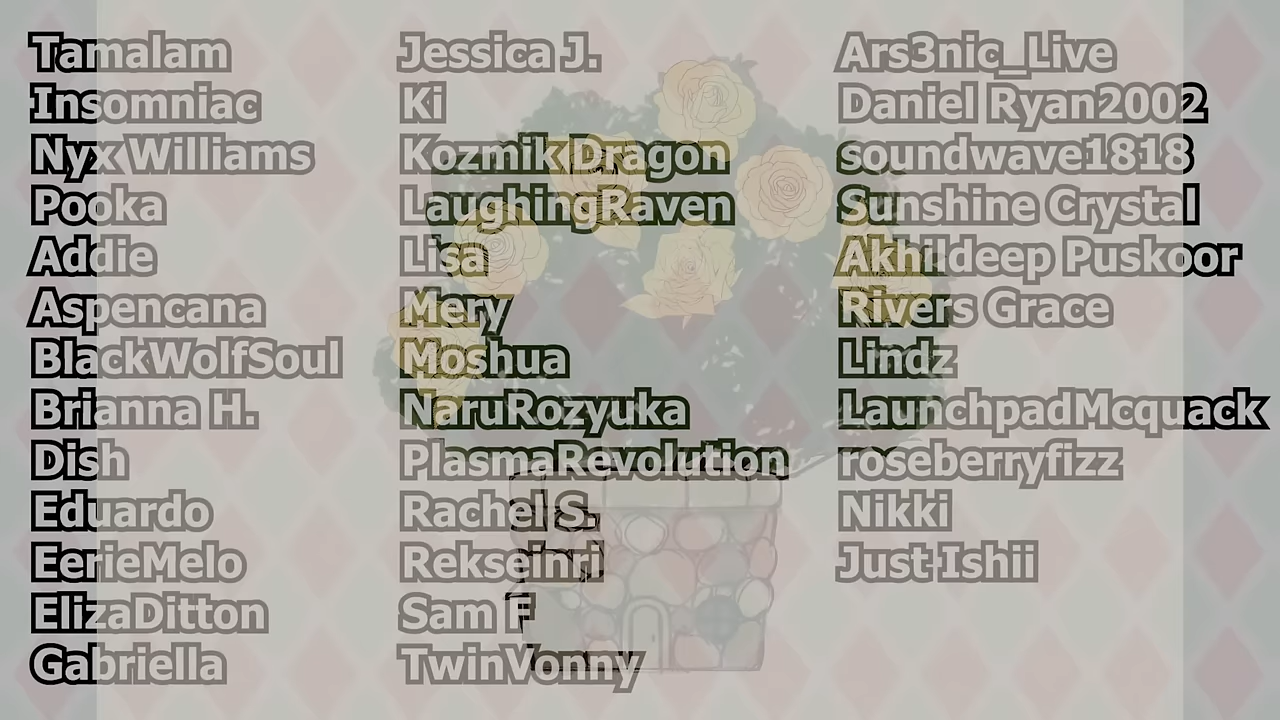 Tamalam
Insomniac
Nyx Williams
Pooka
Addie
Aspencana
BlackWolfSoul
Brianna H.
Dish
Eduardo
EerieMelo
ElizaDitton
Gabriella
Jessica J.
Ki
Kozmik Dragon
LaughingRaven
Lisa
Mery
Moshua
NaruRozyuka
PlasmaRevolution
Rachel S.
Rekseinri
Sam F
TwinVonny
Ars3nic_Live
Daniel Ryan2002
soundwave1818
Sunshine Crystal
Akhildeep Puskoor
Rivers Grace
Lindz
LaunchpadMcquack
roseberryfizz
Nikki
Just Ishii